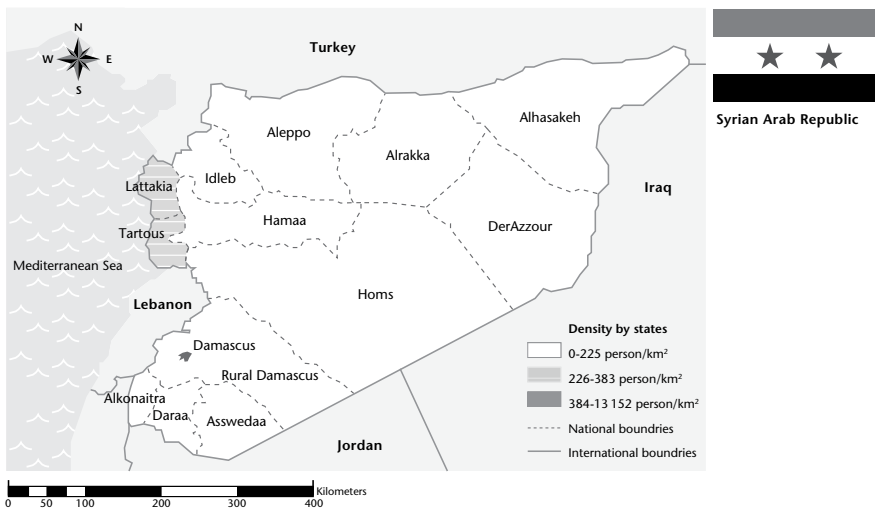 N
W E
S
Turkey
Syrian Arab Republic
Aleppo
Alhasakeh
Alrakka
Idleb
Lattakia
Iraq
Hamaa
DerAzzour
Tartous
Mediterranean Sea
Homs
Lebanon
Damascus
Rural Damascus
Alkonaitra
Daraa
Asswedaa
Jordan
Density by states
0-225 person/km²
226-383 person/km²
384-13 152 person/km²
National boundries
International boundries
Kilometers
0 50 100 200 300 400